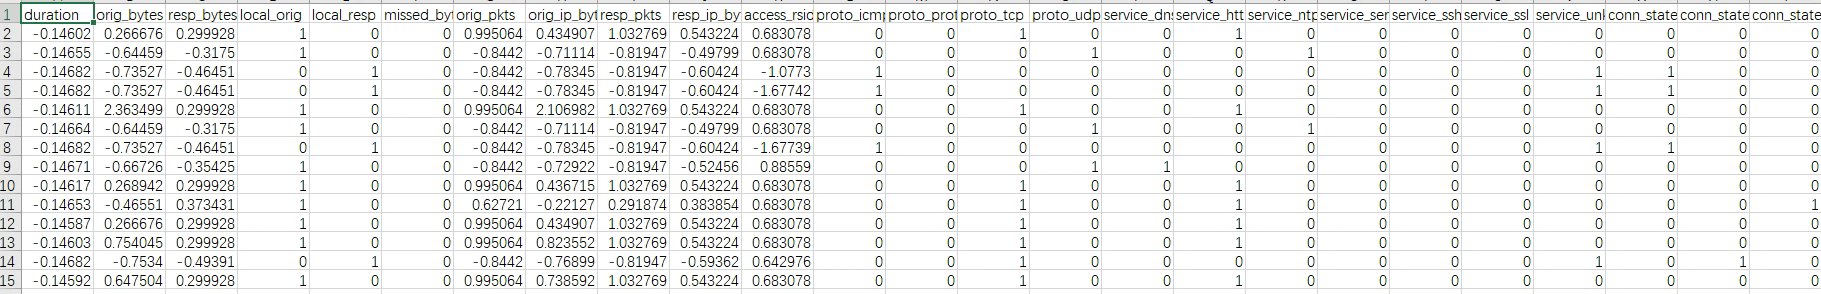 1 duration orig_bytes resp_bytes local_orig local_resp missed_byt orig_pkts orig_ip_byt resp_pkts resp_ip_by access_rsic proto_icmp proto_prot proto_tcp proto_udp service_dns service_htt service_ntp service_ser service_ssh service_ssl service_unk conn_state conn_state conn_state
2 -0.14602 0.266676 0.299928 1 0 0 0.995064 0.434907 1.032769 0.543224 0.683078 0 0 1 0 0 1 0 0 0 0 0 0 0 0
3 -0.14655 -0.64459 -0.3175 1 0 0 -0.8442 -0.71114 -0.81947 -0.49799 0.683078 0 0 0 1 0 0 1 0 0 0 0 0 0 0
4 -0.14682 -0.73527 -0.46451 0 1 0 -0.8442 -0.78345 -0.81947 -0.60424 -1.0773 1 0 0 0 0 0 0 0 0 0 1 1 0 0
5 -0.14682 -0.73527 -0.46451 0 1 0 -0.8442 -0.78345 -0.81947 -0.60424 -1.67742 1 0 0 0 0 0 0 0 0 0 1 1 0 0
6 -0.14611 2.363499 0.299928 1 0 0 0.995064 2.106982 1.032769 0.543224 0.683078 0 0 1 0 0 1 0 0 0 0 0 0 0 0
7 -0.14664 -0.64459 -0.3175 1 0 0 -0.8442 -0.71114 -0.81947 -0.49799 0.683078 0 0 0 1 0 0 1 0 0 0 0 0 0 0
8 -0.14682 -0.73527 -0.46451 0 1 0 -0.8442 -0.78345 -0.81947 -0.60424 -1.67739 1 0 0 0 0 0 0 0 0 0 1 1 0 0
9 -0.14671 -0.66726 -0.35425 1 0 0 -0.8442 -0.72922 -0.81947 -0.52456 0.88559 0 0 0 1 1 0 0 0 0 0 0 0 0 0
10 -0.14617 0.268942 0.299928 1 0 0 0.995064 0.436715 1.032769 0.543224 0.683078 0 0 1 0 0 1 0 0 0 0 0 0 0 0
11 -0.14653 -0.46551 0.373431 1 0 0 0.62721 -0.22127 0.291874 0.383854 0.683078 0 0 1 0 0 1 0 0 0 0 0 0 0 1
12 -0.14587 0.266676 0.299928 1 0 0 0.995064 0.434907 1.032769 0.543224 0.683078 0 0 1 0 0 1 0 0 0 0 0 0 0 0
13 -0.14603 0.754045 0.299928 1 0 0 0.995064 0.823552 1.032769 0.543224 0.683078 0 0 1 0 0 1 0 0 0 0 0 0 0 0
14 -0.14682 -0.7534 -0.49391 0 1 0 -0.8442 -0.76899 -0.81947 -0.59362 0.642976 0 0 1 0 0 0 0 0 0 0 1 0 1 0
15 -0.14592 0.647504 0.299928 1 0 0 0.995064 0.738592 1.032769 0.543224 0.683078 0 0 1 0 0 1 0 0 0 0 0 0 0 0